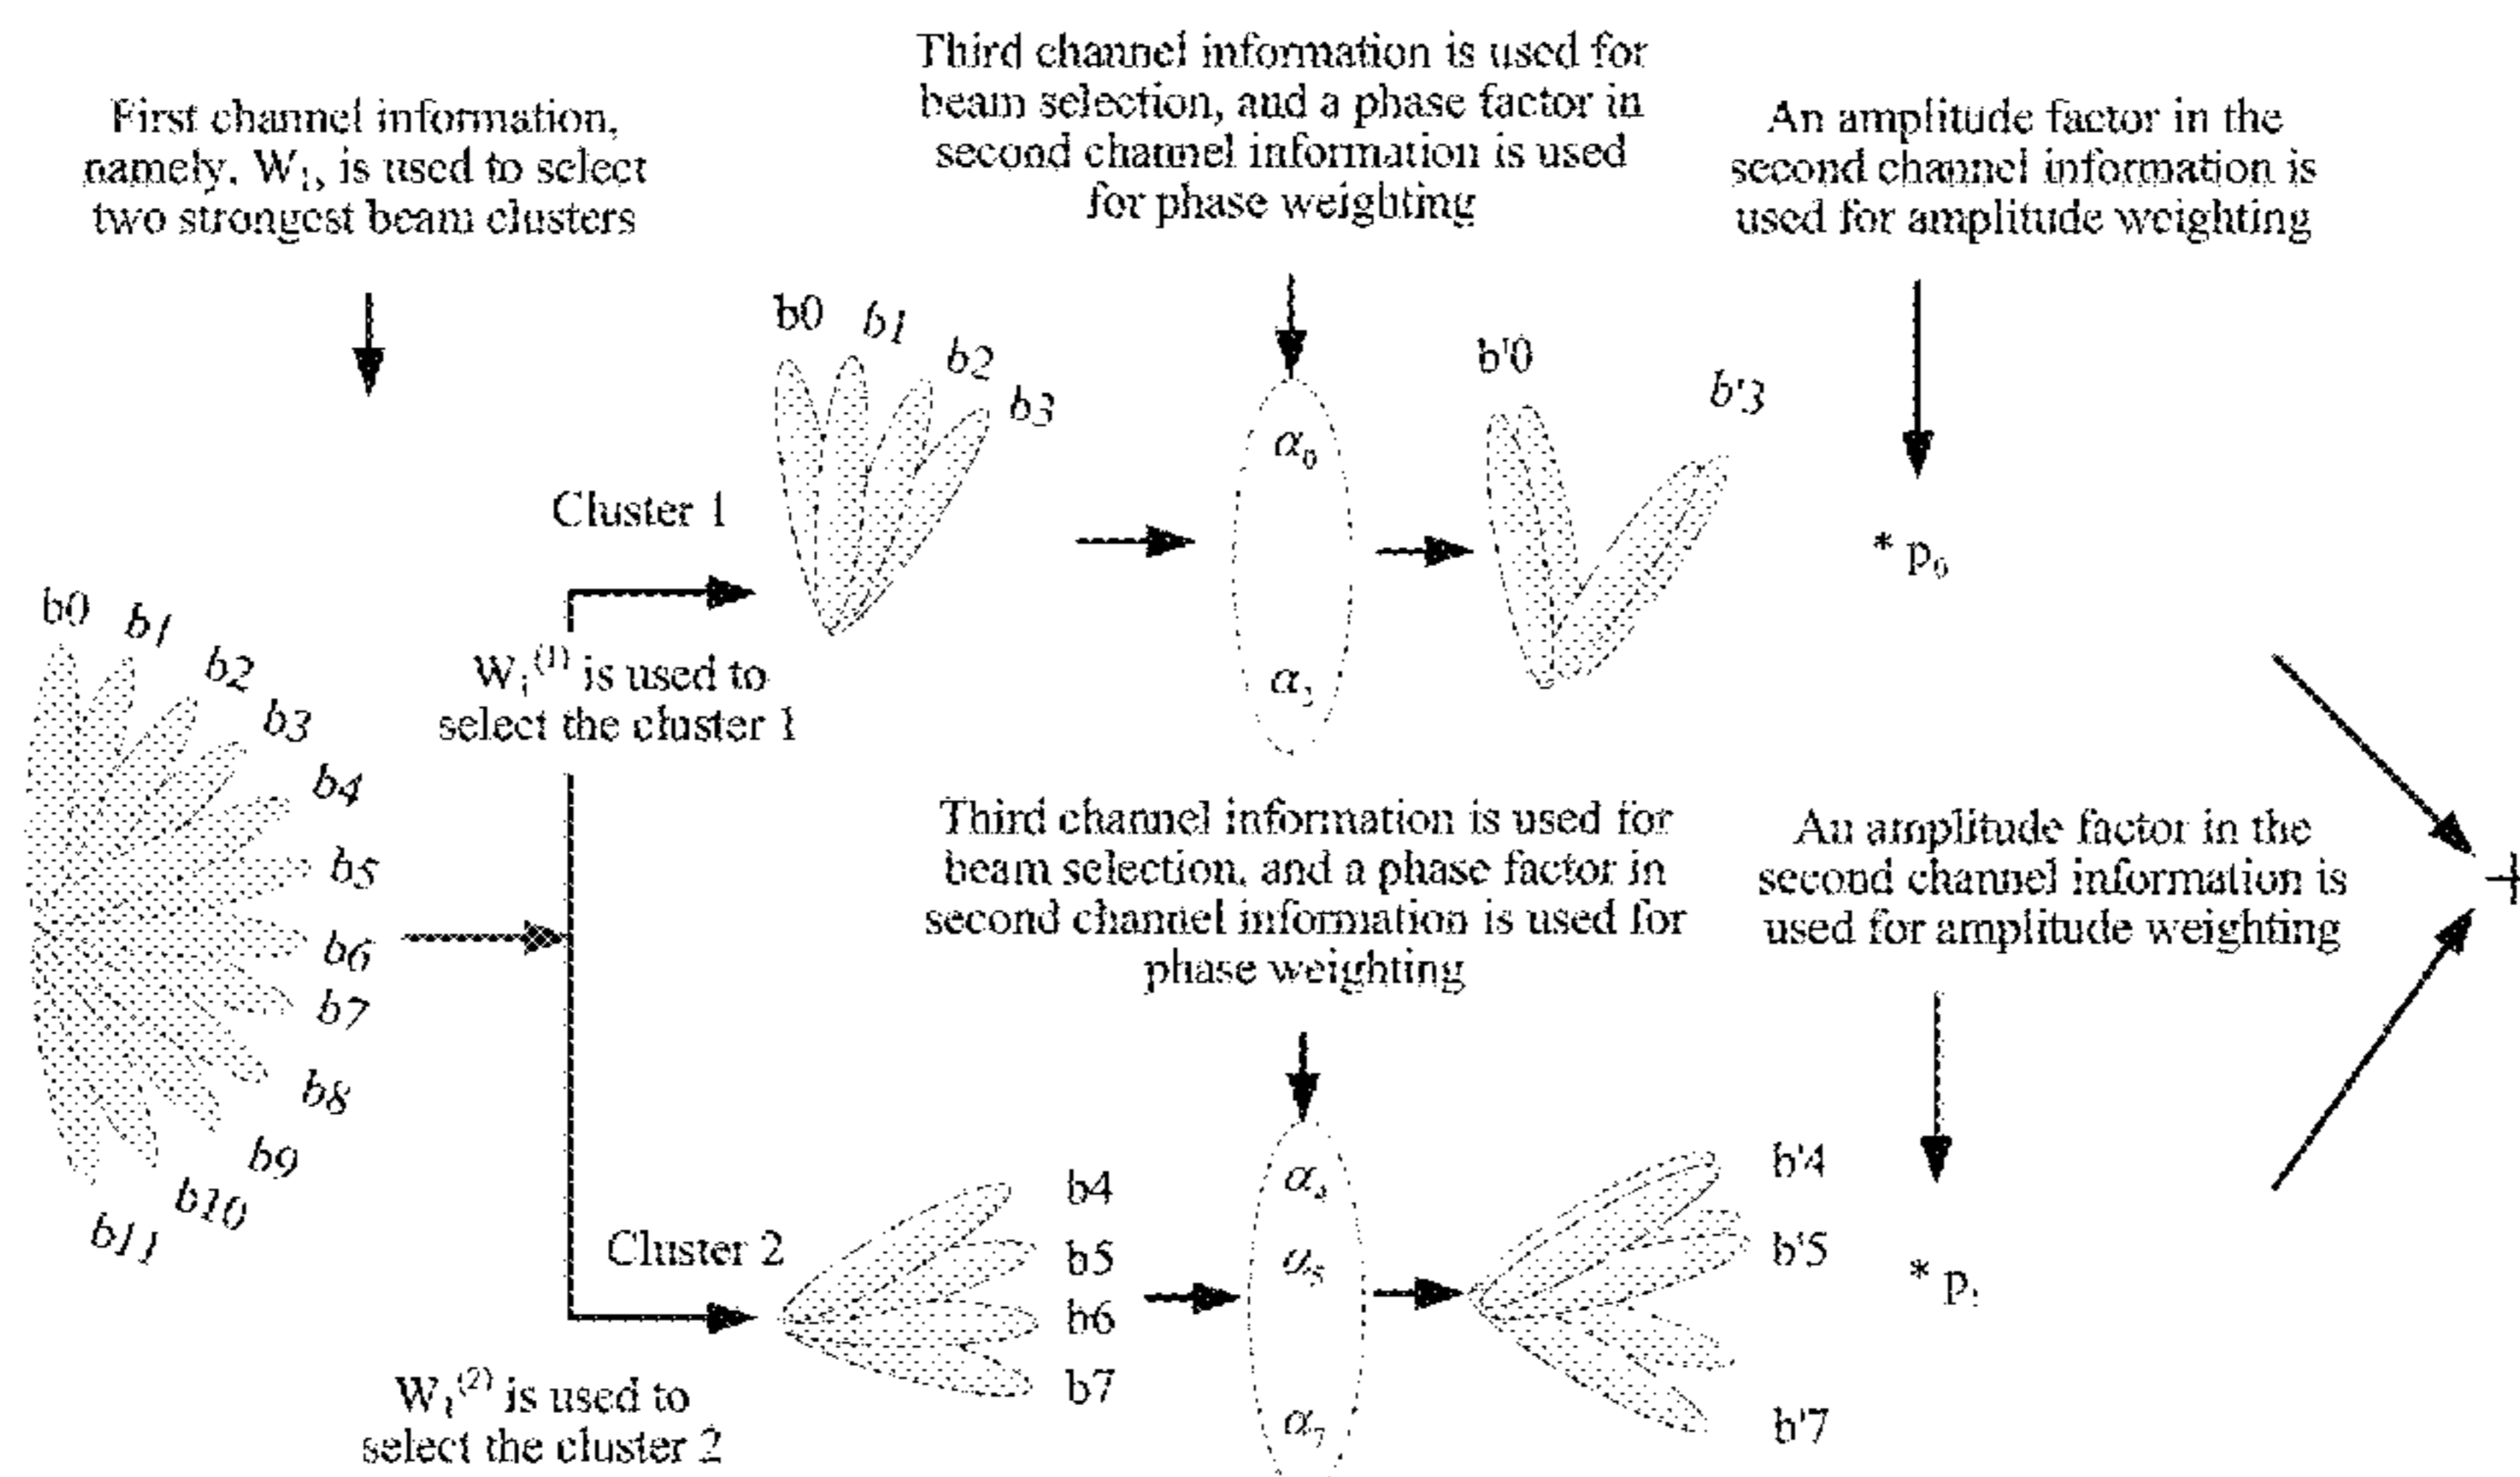 First channel information,
namely, W₁, is used to select
two strongest beam clusters
Third channel information is used for
beam selection, and a phase factor in
second channel information is used
for phase weighting
An amplitude factor in the
second channel information is
used for amplitude weighting
b0 b1 b2 b3
Cluster 1
α₀
α₃
b'0
b'3
* p₀
W₁⁽¹⁾ is used to
select the cluster 1
b0
b1
b2
b3
b4
b5
b6
b7
b8
b9
b10
b11
Third channel information is used for
beam selection, and a phase factor in
second channel information is used for
phase weighting
An amplitude factor in the
second channel information is
used for amplitude weighting
+
Cluster 2
b4
b5
b6
b7
α₄
α₅
α₇
b'4
b'5
b'7
* p₁
W₁⁽²⁾ is used to
select the cluster 2